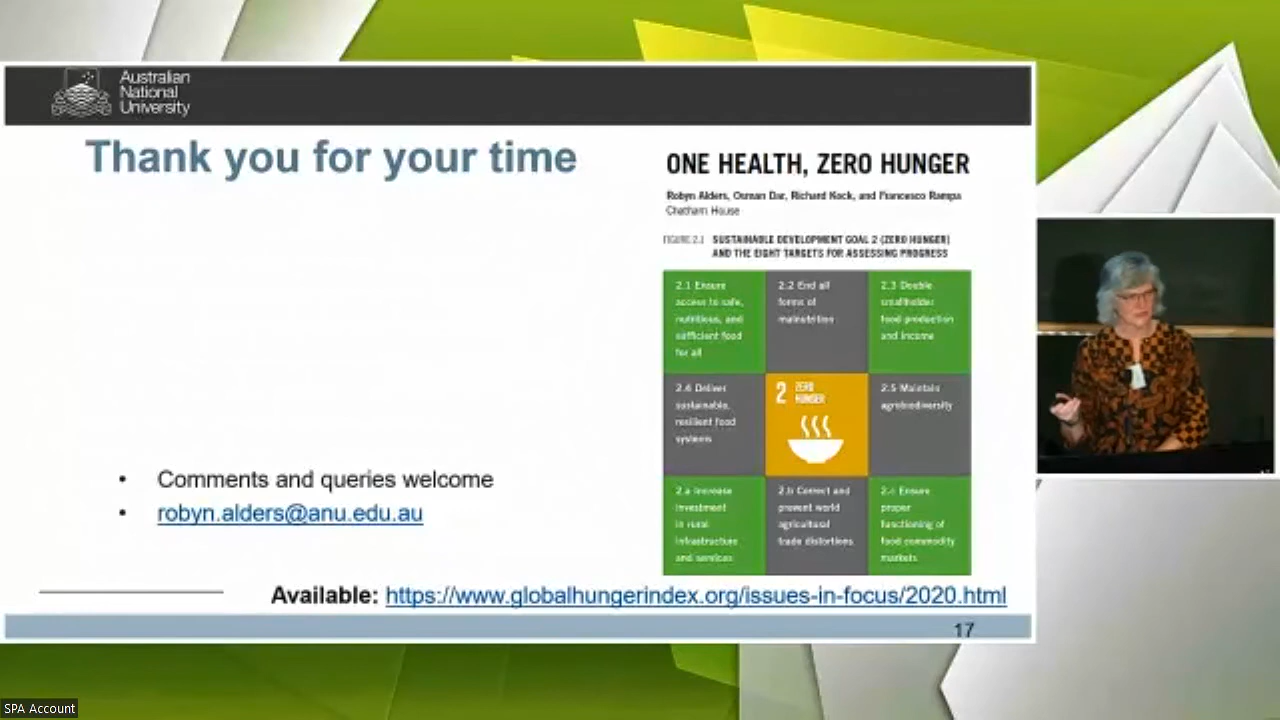 Australian
National
University
Thank you for your time
ONE HEALTH, ZERO HUNGER
Robyn Alders, Osman Dar, Richard Kock, and Francesco Rampa
Chatham House
FIGURE 2.1 SUSTAINABLE DEVELOPMENT GOAL 2 (ZERO HUNGER)
AND THE EIGHT TARGETS FOR ASSESSING PROGRESS
2.1 Ensure
access to safe,
nutritious, and
sufficient food
for all
2.2 End all
forms of
malnutrition
2.3 Double
smallholder
food production
and income
2.4 Deliver
sustainable,
resilient food
systems
2 ZERO
HUNGER
2.5 Maintain
agrobiodiversity
2.a Increase
investment
in rural
infrastructure
and services
2.b Correct and
prevent world
agricultural
trade distortions
2.c Ensure
proper
functioning of
food commodity
markets
• Comments and queries welcome
• robyn.alders@anu.edu.au
Available: https://www.globalhungerindex.org/issues-in-focus/2020.html
17
SPA Account